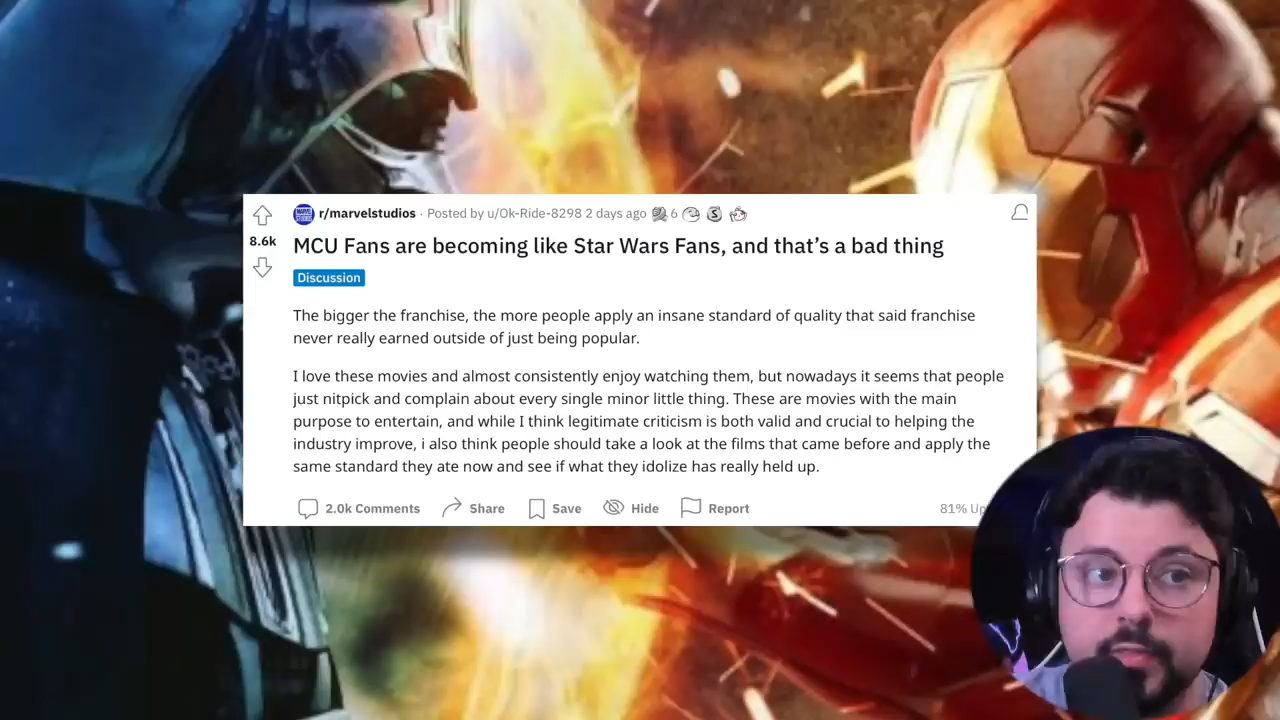 r/marvelstudios · Posted by u/Ok-Ride-8298 2 days ago 6
8.6k
MCU Fans are becoming like Star Wars Fans, and that's a bad thing
Discussion
The bigger the franchise, the more people apply an insane standard of quality that said franchise
never really earned outside of just being popular.
I love these movies and almost consistently enjoy watching them, but nowadays it seems that people
just nitpick and complain about every single minor little thing. These are movies with the main
purpose to entertain, and while I think legitimate criticism is both valid and crucial to helping the
industry improve, i also think people should take a look at the films that came before and apply the
same standard they ate now and see if what they idolize has really held up.
2.0k Comments Share Save Hide Report 81%